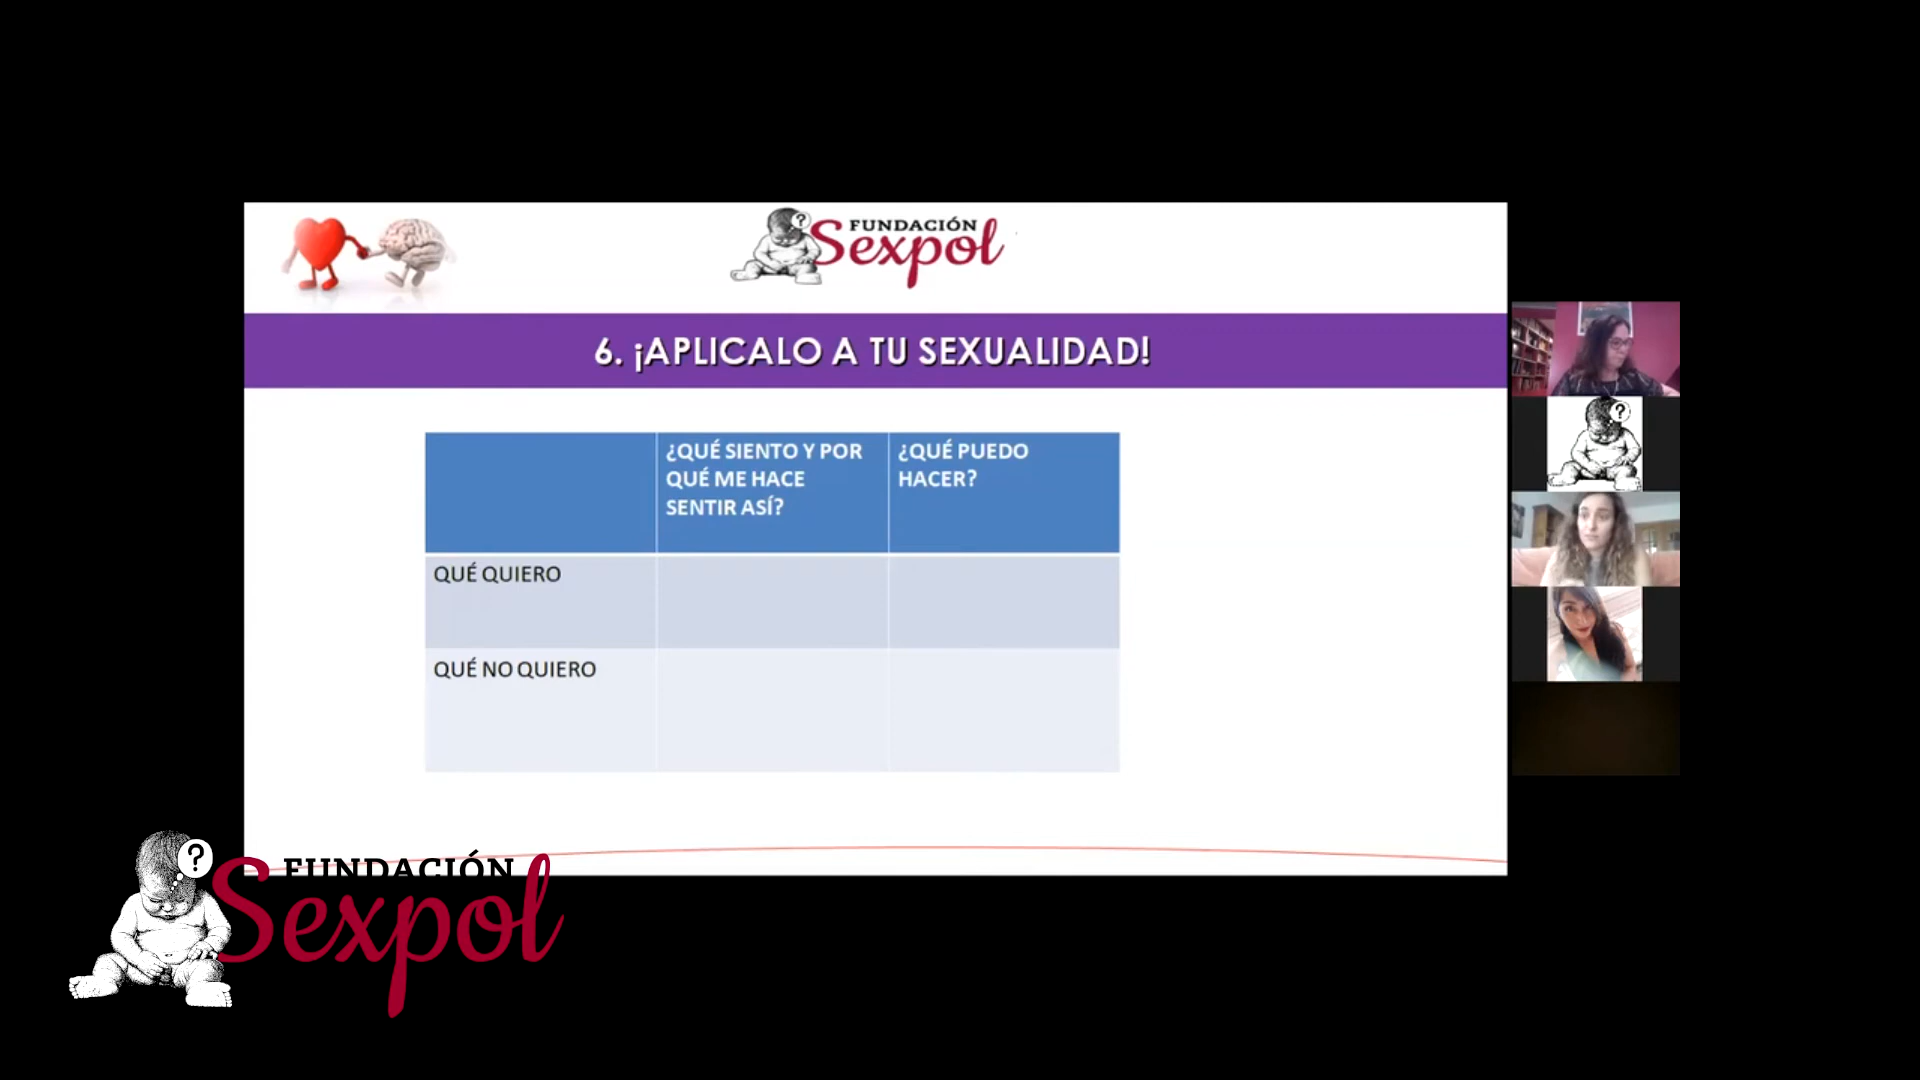 ?
FUNDACIÓN
Sexpol
6. ¡APLICALO A TU SEXUALIDAD!
¿QUÉ SIENTO Y POR
QUÉ ME HACE
SENTIR ASÍ?
¿QUÉ PUEDO
HACER?
QUÉ QUIERO
QUÉ NO QUIERO
?
?
FUNDACIÓN
Sexpol